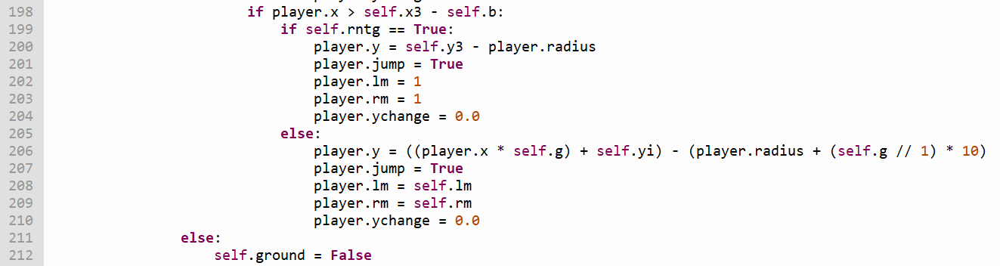 198 if player.x > self.x3 - self.b:
199 if self.rntg == True:
200 player.y = self.y3 - player.radius
201 player.jump = True
202 player.lm = 1
203 player.rm = 1
204 player.ychange = 0.0
205 else:
206 player.y = ((player.x * self.g) + self.yi) - (player.radius + (self.g // 1) * 10)
207 player.jump = True
208 player.lm = self.lm
209 player.rm = self.rm
210 player.ychange = 0.0
211 else:
212 self.ground = False